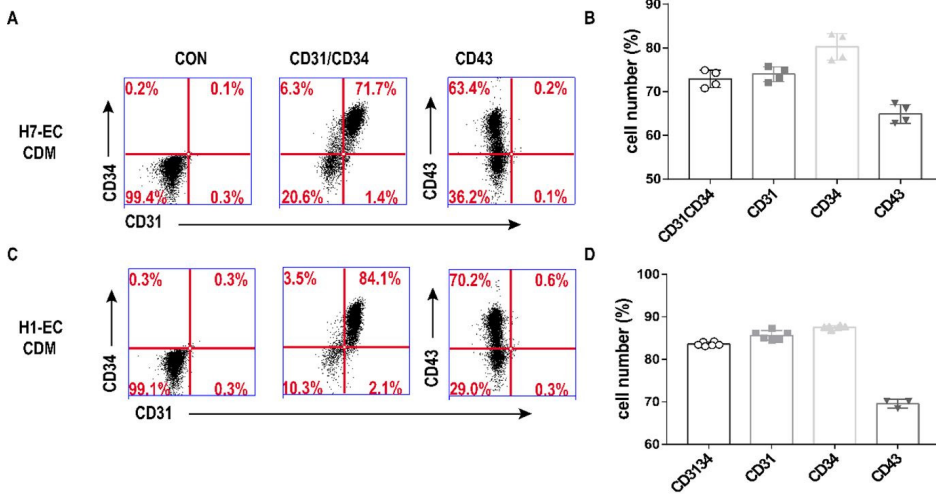 A
CON
CD31/CD34
CD43
H7-EC
CDM
CD34
0.2%
0.1%
99.4%
0.3%
6.3%
71.7%
20.6%
1.4%
CD43
63.4%
0.2%
36.2%
0.1%
CD31
B
cell number (%)
90
80
70
60
50
CD31CD34
CD31
CD34
CD43
C
H1-EC
CDM
CD34
0.3%
0.3%
99.1%
0.3%
3.5%
84.1%
10.3%
2.1%
CD43
70.2%
0.6%
29.0%
0.3%
CD31
D
cell number (%)
100
90
80
70
60
CD3134
CD31
CD34
CD43